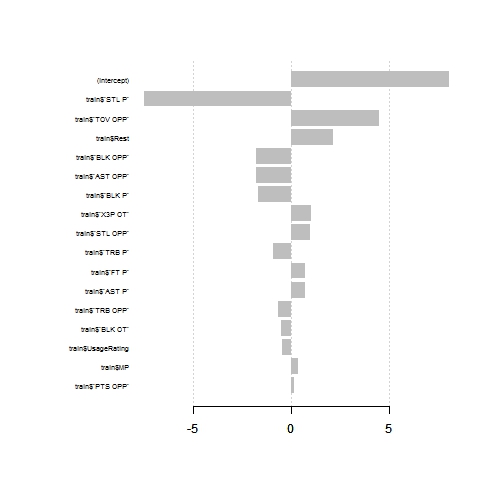 (Intercept)
train$`STL P`
train$`TOV OPP`
train$Rest
train$`BLK OPP`
train$`AST OPP`
train$`BLK P`
train$`X3P OT`
train$`STL OPP`
train$`TRB P`
train$`FT P`
train$`AST P`
train$`TRB OPP`
train$`BLK OT`
train$UsageRating
train$MP
train$`PTS OPP`
-5 0 5